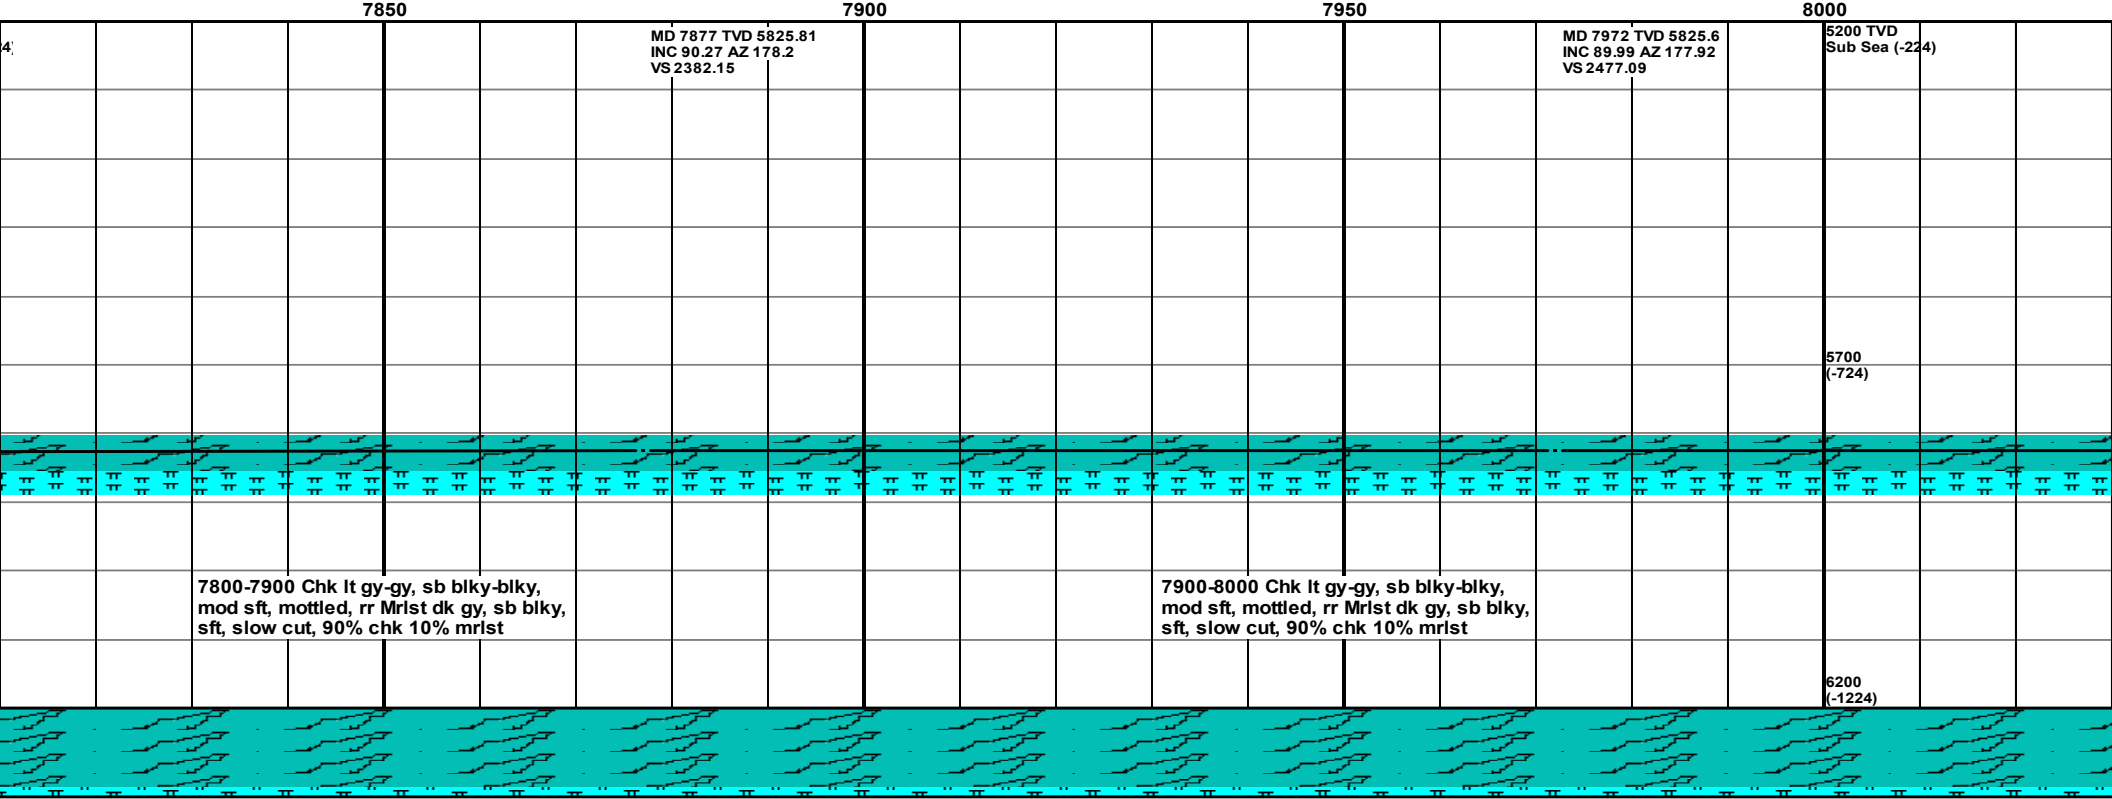 7850 7900 7950 8000
4'
MD 7877 TVD 5825.81
INC 90.27 AZ 178.2
VS 2382.15
MD 7972 TVD 5825.6
INC 89.99 AZ 177.92
VS 2477.09
5200 TVD
Sub Sea (-224)
5700
(-724)
7800-7900 Chk lt gy-gy, sb blky-blky,
mod sft, mottled, rr Mrlst dk gy, sb blky,
sft, slow cut, 90% chk 10% mrlst
7900-8000 Chk lt gy-gy, sb blky-blky,
mod sft, mottled, rr Mrlst dk gy, sb blky,
sft, slow cut, 90% chk 10% mrlst
6200
(-1224)